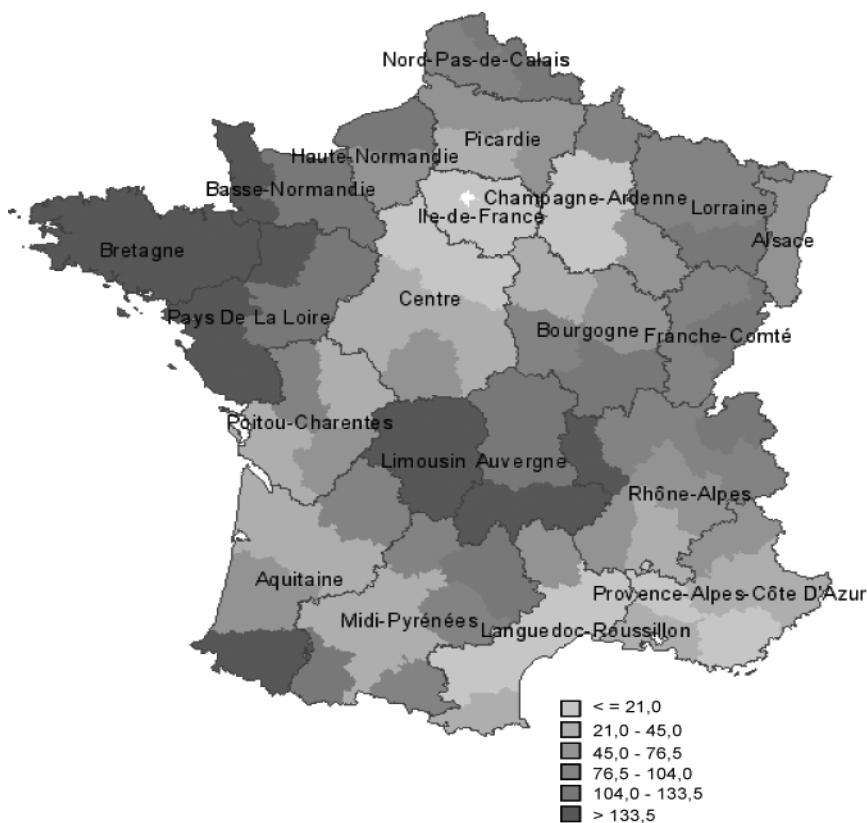 Nord-Pas-de-Calais
Picardie
Haute-Normandie
Basse-Normandie
Champagne-Ardenne
Ile-de-France
Lorraine
Alsace
Bretagne
Centre
Pays De La Loire
Bourgogne
Franche-Comté
Poitou-Charentes
Limousin
Auvergne
Rhône-Alpes
Aquitaine
Provence-Alpes-Côte D'Azur
Midi-Pyrénées
Languedoc-Roussillon
< = 21,0
21,0 - 45,0
45,0 - 76,5
76,5 - 104,0
104,0 - 133,5
> 133,5